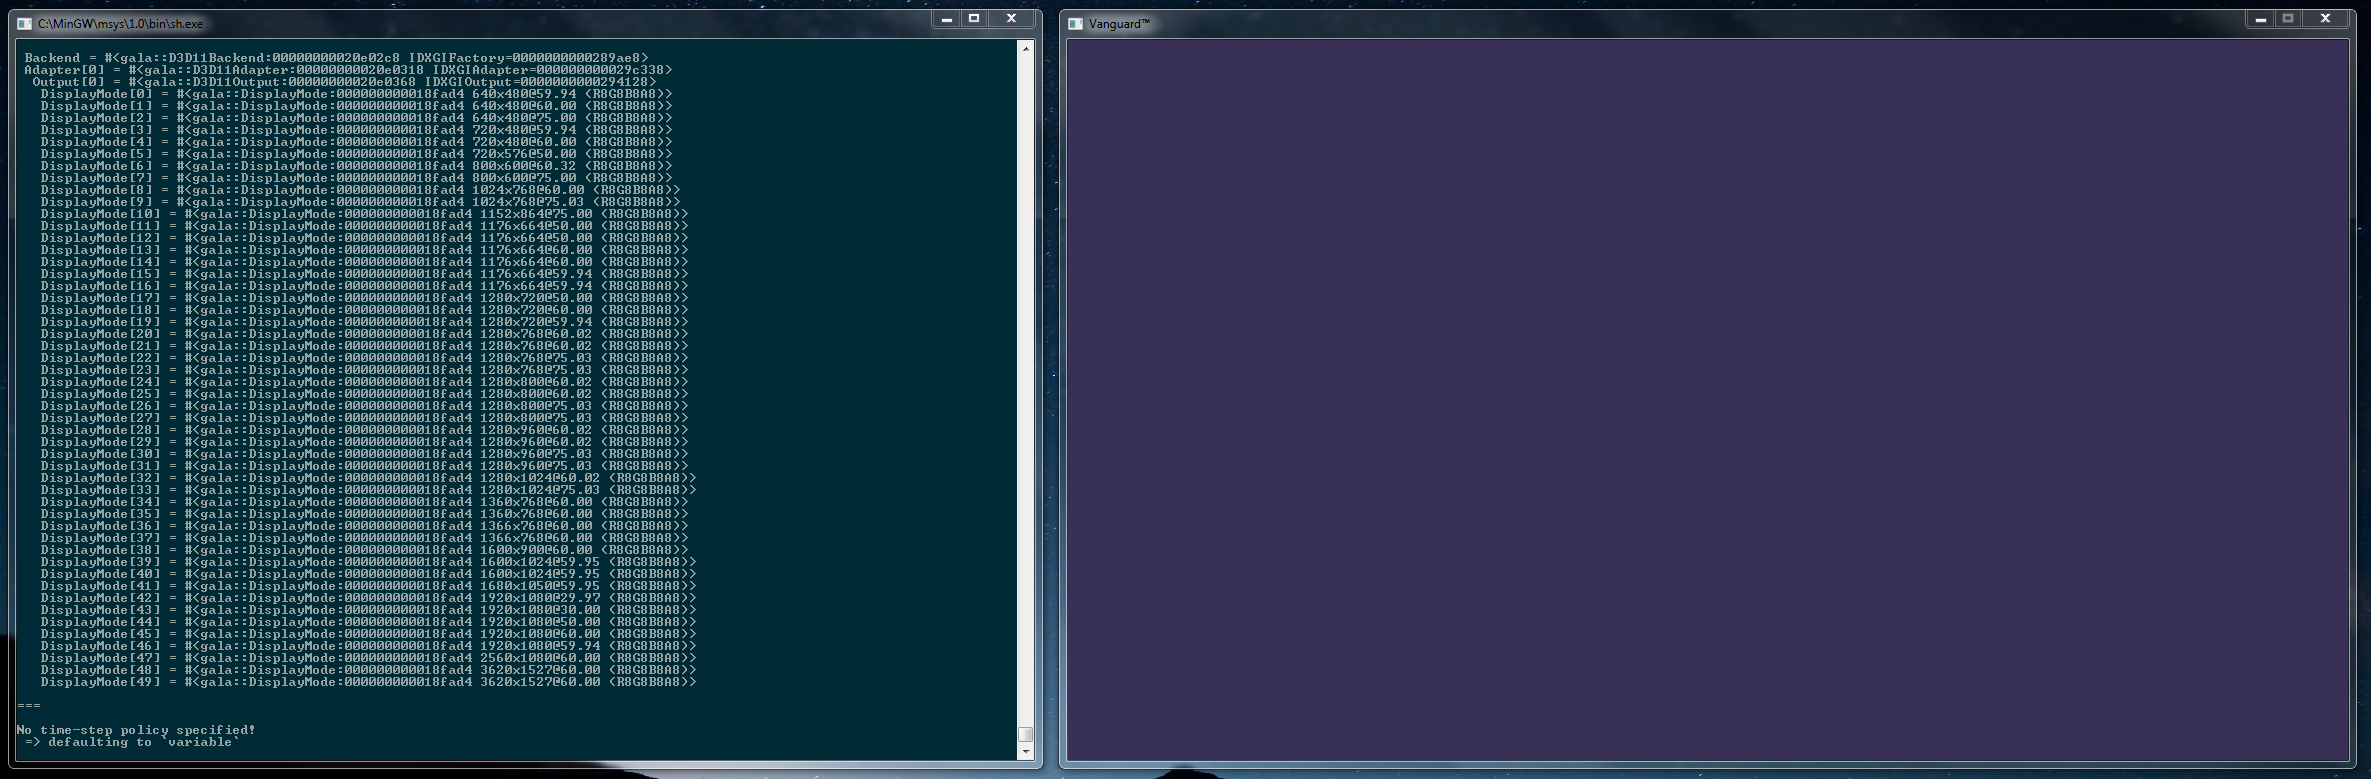 C:\MinGW\msys\1.0\bin\sh.exe
Backend = #<gala::D3D11Backend:00000000020e02c8 IDXGIFactory=0000000000289ae8>
Adapter[0] = #<gala::D3D11Adapter:00000000020e0318 IDXGIAdapter=000000000029c338>
Output[0] = #<gala::D3D11Output:00000000020e0368 IDXGIOutput=0000000000294128>
DisplayMode[0] = #<gala::DisplayMode:000000000018fad4 640x480@59.94 (R8G8B8A8)>
DisplayMode[1] = #<gala::DisplayMode:000000000018fad4 640x480@60.00 (R8G8B8A8)>
DisplayMode[2] = #<gala::DisplayMode:000000000018fad4 640x480@75.00 (R8G8B8A8)>
DisplayMode[3] = #<gala::DisplayMode:000000000018fad4 720x480@59.94 (R8G8B8A8)>
DisplayMode[4] = #<gala::DisplayMode:000000000018fad4 720x480@60.00 (R8G8B8A8)>
DisplayMode[5] = #<gala::DisplayMode:000000000018fad4 720x576@50.00 (R8G8B8A8)>
DisplayMode[6] = #<gala::DisplayMode:000000000018fad4 800x600@60.32 (R8G8B8A8)>
DisplayMode[7] = #<gala::DisplayMode:000000000018fad4 800x600@75.00 (R8G8B8A8)>
DisplayMode[8] = #<gala::DisplayMode:000000000018fad4 1024x768@60.00 (R8G8B8A8)>
DisplayMode[9] = #<gala::DisplayMode:000000000018fad4 1024x768@75.03 (R8G8B8A8)>
DisplayMode[10] = #<gala::DisplayMode:000000000018fad4 1152x864@75.00 (R8G8B8A8)>
DisplayMode[11] = #<gala::DisplayMode:000000000018fad4 1176x664@50.00 (R8G8B8A8)>
DisplayMode[12] = #<gala::DisplayMode:000000000018fad4 1176x664@50.00 (R8G8B8A8)>
DisplayMode[13] = #<gala::DisplayMode:000000000018fad4 1176x664@60.00 (R8G8B8A8)>
DisplayMode[14] = #<gala::DisplayMode:000000000018fad4 1176x664@60.00 (R8G8B8A8)>
DisplayMode[15] = #<gala::DisplayMode:000000000018fad4 1176x664@59.94 (R8G8B8A8)>
DisplayMode[16] = #<gala::DisplayMode:000000000018fad4 1176x664@59.94 (R8G8B8A8)>
DisplayMode[17] = #<gala::DisplayMode:000000000018fad4 1280x720@50.00 (R8G8B8A8)>
DisplayMode[18] = #<gala::DisplayMode:000000000018fad4 1280x720@60.00 (R8G8B8A8)>
DisplayMode[19] = #<gala::DisplayMode:000000000018fad4 1280x720@59.94 (R8G8B8A8)>
DisplayMode[20] = #<gala::DisplayMode:000000000018fad4 1280x768@60.02 (R8G8B8A8)>
DisplayMode[21] = #<gala::DisplayMode:000000000018fad4 1280x768@60.02 (R8G8B8A8)>
DisplayMode[22] = #<gala::DisplayMode:000000000018fad4 1280x768@75.03 (R8G8B8A8)>
DisplayMode[23] = #<gala::DisplayMode:000000000018fad4 1280x768@75.03 (R8G8B8A8)>
DisplayMode[24] = #<gala::DisplayMode:000000000018fad4 1280x800@60.02 (R8G8B8A8)>
DisplayMode[25] = #<gala::DisplayMode:000000000018fad4 1280x800@60.02 (R8G8B8A8)>
DisplayMode[26] = #<gala::DisplayMode:000000000018fad4 1280x800@75.03 (R8G8B8A8)>
DisplayMode[27] = #<gala::DisplayMode:000000000018fad4 1280x800@75.03 (R8G8B8A8)>
DisplayMode[28] = #<gala::DisplayMode:000000000018fad4 1280x960@60.02 (R8G8B8A8)>
DisplayMode[29] = #<gala::DisplayMode:000000000018fad4 1280x960@60.02 (R8G8B8A8)>
DisplayMode[30] = #<gala::DisplayMode:000000000018fad4 1280x960@75.03 (R8G8B8A8)>
DisplayMode[31] = #<gala::DisplayMode:000000000018fad4 1280x960@75.03 (R8G8B8A8)>
DisplayMode[32] = #<gala::DisplayMode:000000000018fad4 1280x1024@60.02 (R8G8B8A8)>
DisplayMode[33] = #<gala::DisplayMode:000000000018fad4 1280x1024@75.03 (R8G8B8A8)>
DisplayMode[34] = #<gala::DisplayMode:000000000018fad4 1360x768@60.00 (R8G8B8A8)>
DisplayMode[35] = #<gala::DisplayMode:000000000018fad4 1360x768@60.00 (R8G8B8A8)>
DisplayMode[36] = #<gala::DisplayMode:000000000018fad4 1366x768@60.00 (R8G8B8A8)>
DisplayMode[37] = #<gala::DisplayMode:000000000018fad4 1366x768@60.00 (R8G8B8A8)>
DisplayMode[38] = #<gala::DisplayMode:000000000018fad4 1600x900@60.00 (R8G8B8A8)>
DisplayMode[39] = #<gala::DisplayMode:000000000018fad4 1600x1024@59.95 (R8G8B8A8)>
DisplayMode[40] = #<gala::DisplayMode:000000000018fad4 1600x1024@59.95 (R8G8B8A8)>
DisplayMode[41] = #<gala::DisplayMode:000000000018fad4 1680x1050@59.95 (R8G8B8A8)>
DisplayMode[42] = #<gala::DisplayMode:000000000018fad4 1920x1080@29.97 (R8G8B8A8)>
DisplayMode[43] = #<gala::DisplayMode:000000000018fad4 1920x1080@30.00 (R8G8B8A8)>
DisplayMode[44] = #<gala::DisplayMode:000000000018fad4 1920x1080@50.00 (R8G8B8A8)>
DisplayMode[45] = #<gala::DisplayMode:000000000018fad4 1920x1080@60.00 (R8G8B8A8)>
DisplayMode[46] = #<gala::DisplayMode:000000000018fad4 1920x1080@59.94 (R8G8B8A8)>
DisplayMode[47] = #<gala::DisplayMode:000000000018fad4 2560x1080@60.00 (R8G8B8A8)>
DisplayMode[48] = #<gala::DisplayMode:000000000018fad4 3620x1527@60.00 (R8G8B8A8)>
DisplayMode[49] = #<gala::DisplayMode:000000000018fad4 3620x1527@60.00 (R8G8B8A8)>
===
No time-step policy specified!
=> defaulting to `variable`
Vanguard™